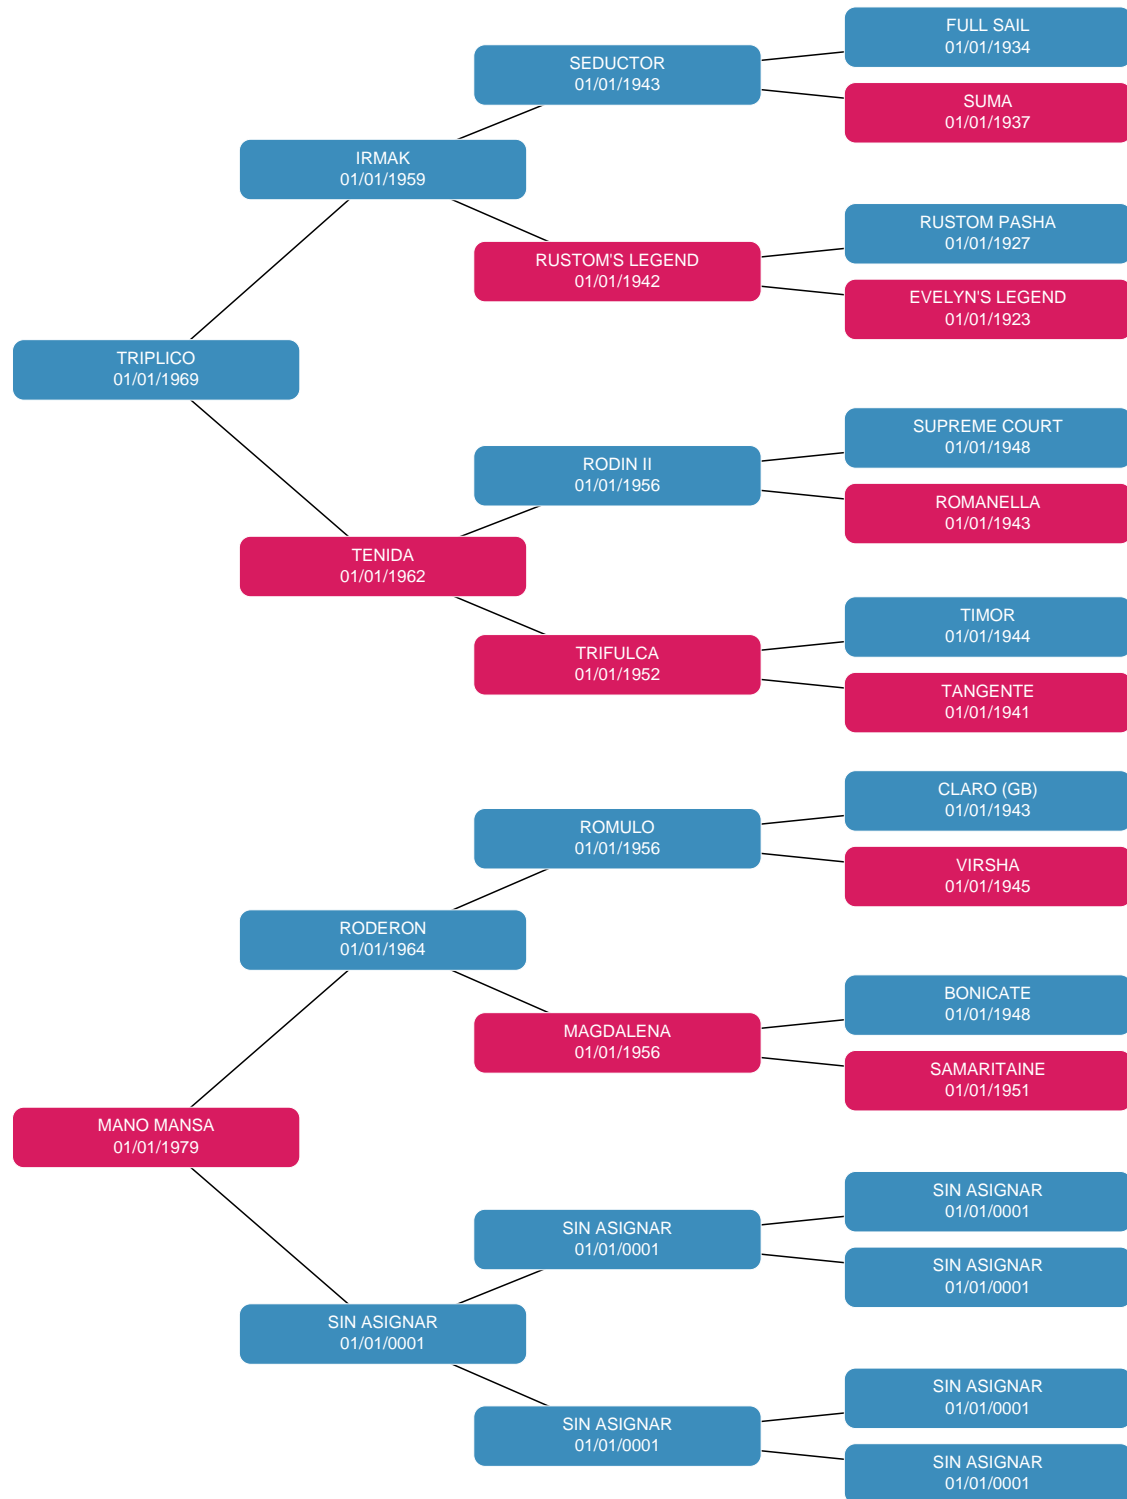 FULL SAIL
01/01/1934
SEDUCTOR
01/01/1943
SUMA
01/01/1937
IRMAK
01/01/1959
RUSTOM PASHA
01/01/1927
RUSTOM'S LEGEND
01/01/1942
EVELYN'S LEGEND
01/01/1923
TRIPLICO
01/01/1969
SUPREME COURT
01/01/1948
RODIN II
01/01/1956
ROMANELLA
01/01/1943
TENIDA
01/01/1962
TIMOR
01/01/1944
TRIFULCA
01/01/1952
TANGENTE
01/01/1941
CLARO (GB)
01/01/1943
ROMULO
01/01/1956
VIRSHA
01/01/1945
RODERON
01/01/1964
BONICATE
01/01/1948
MAGDALENA
01/01/1956
SAMARITAINE
01/01/1951
MANO MANSA
01/01/1979
SIN ASIGNAR
01/01/0001
SIN ASIGNAR
01/01/0001
SIN ASIGNAR
01/01/0001
SIN ASIGNAR
01/01/0001
SIN ASIGNAR
01/01/0001
SIN ASIGNAR
01/01/0001
SIN ASIGNAR
01/01/0001